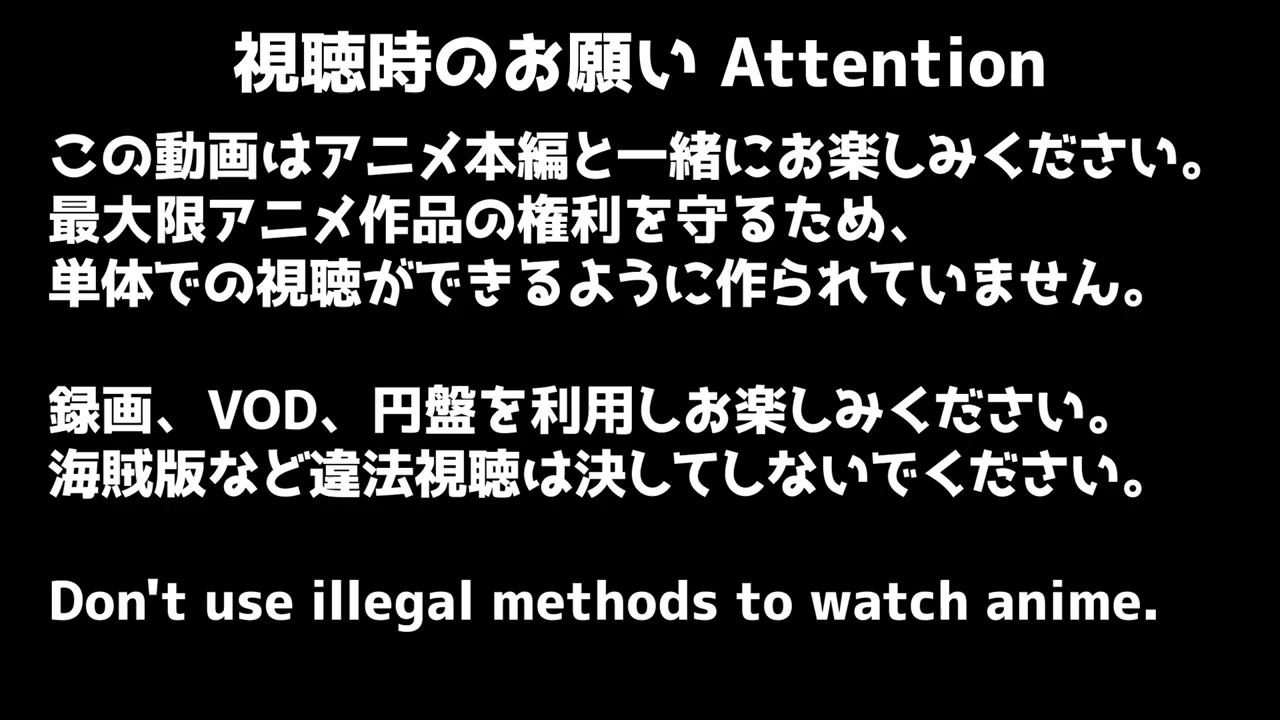 視聴時のお願い Attention
この動画はアニメ本編と一緒にお楽しみください。
最大限アニメ作品の権利を守るため、
単体での視聴ができるように作られていません。
録画、VOD、円盤を利用しお楽しみください。
海賊版など違法視聴は決してしないでください。
Don't use illegal methods to watch anime.